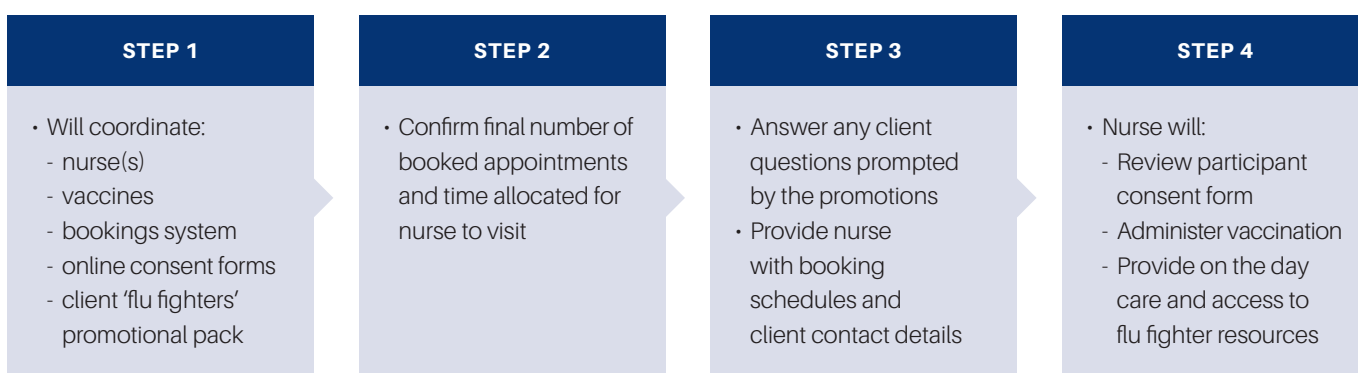 STEP 1
• Will coordinate:
- nurse(s)
- vaccines
- bookings system
- online consent forms
- client ‘flu fighters’
promotional pack
STEP 2
• Confirm final number of
booked appointments
and time allocated for
nurse to visit
STEP 3
• Answer any client
questions prompted
by the promotions
• Provide nurse
with booking
schedules and
client contact details
STEP 4
• Nurse will:
- Review participant
consent form
- Administer vaccination
- Provide on the day
care and access to
flu fighter resources